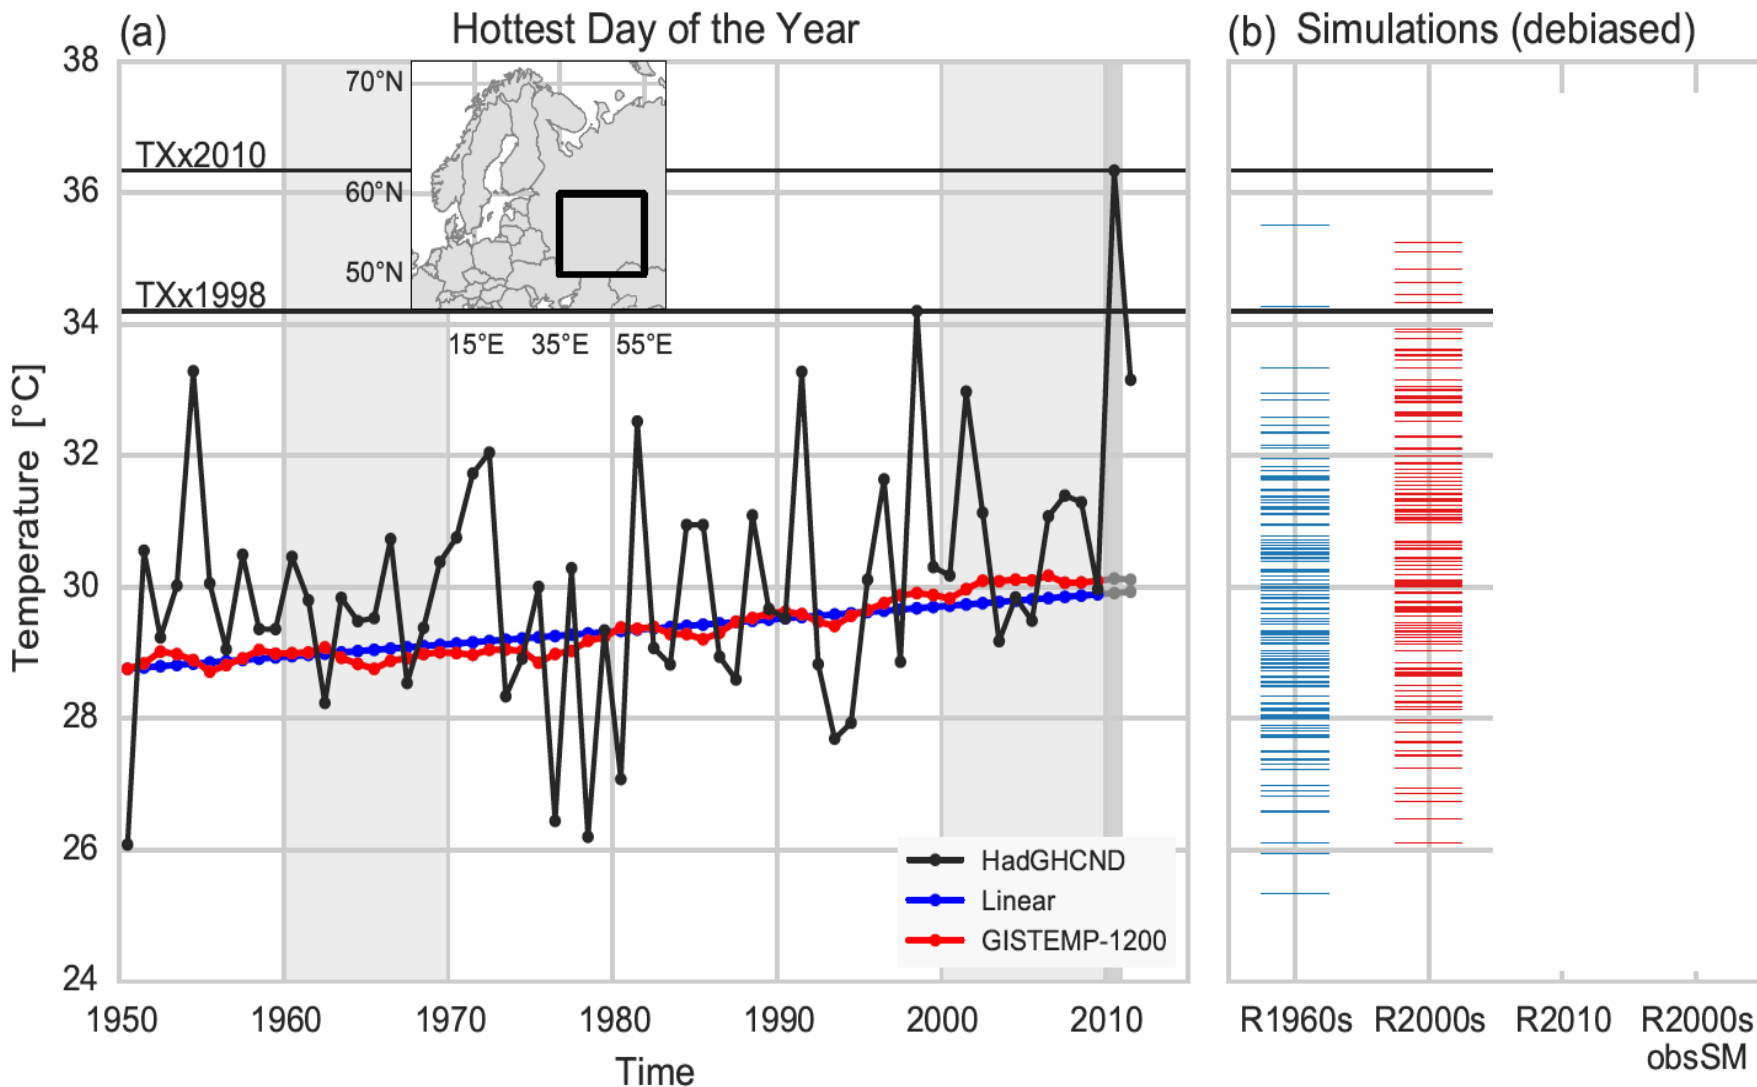 (a) Hottest Day of the Year
(b) Simulations (debiased)
38
36
34
32
30
28
26
24
Temperature [°C]
TXx2010
TXx1998
70°N
60°N
50°N
15°E 35°E 55°E
HadGHCND
Linear
GISTEMP-1200
1950 1960 1970 1980 1990 2000 2010
Time
R1960s R2000s R2010 R2000s
obsSM